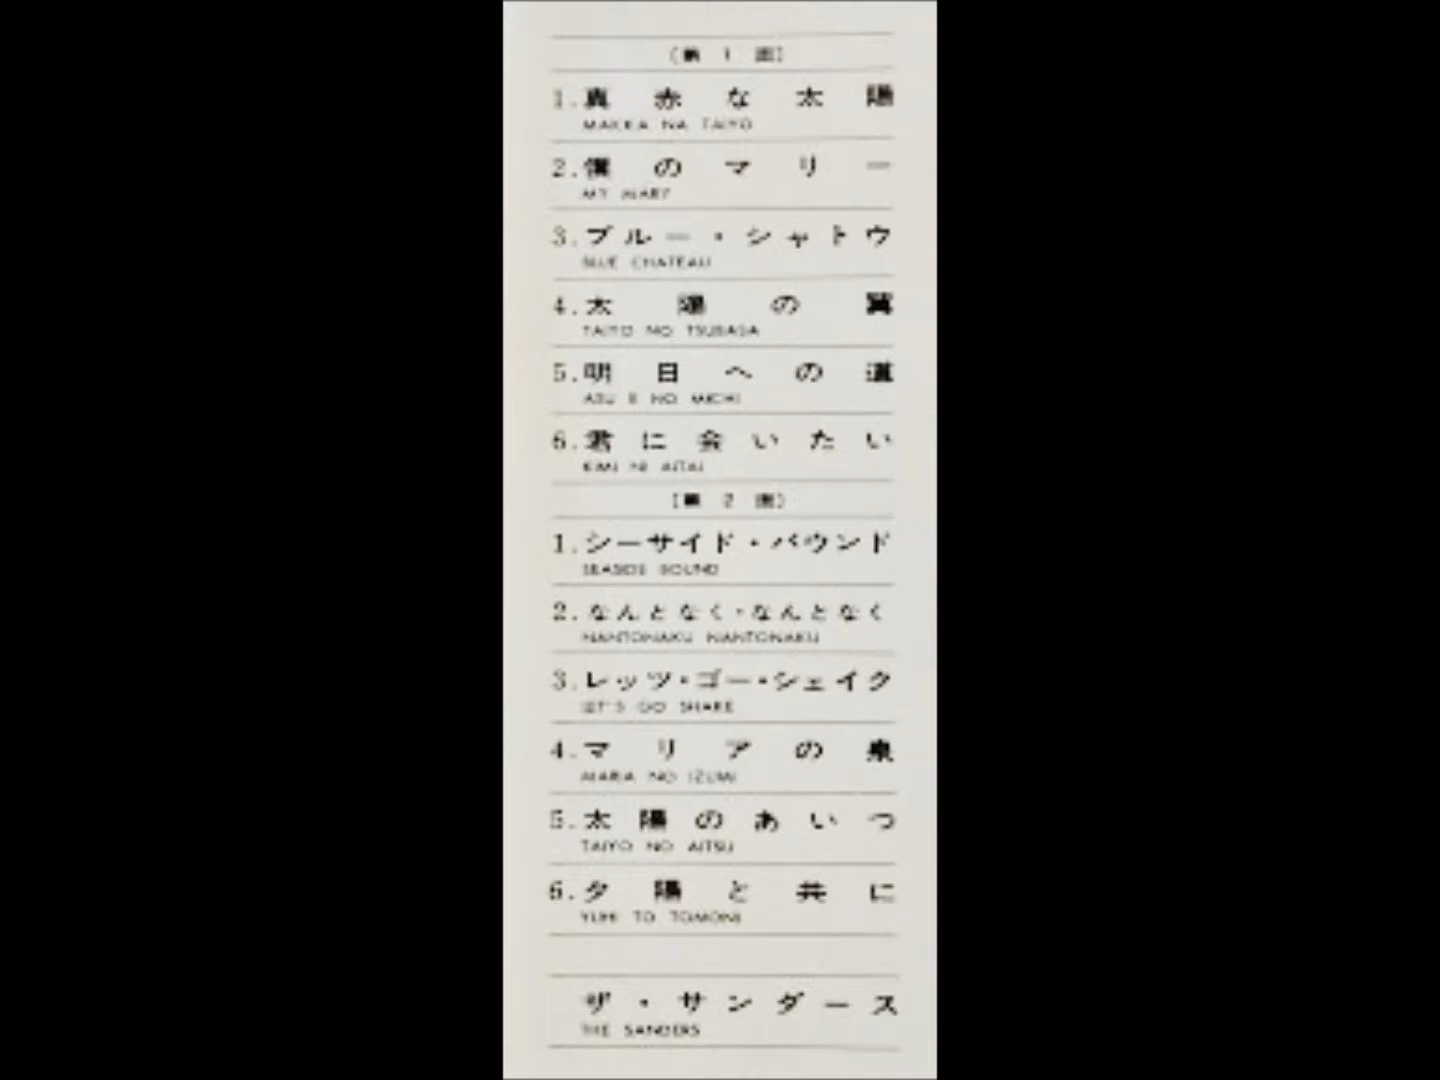 (第 1 面)
1.真赤な太陽
MAKKA NA TAIYO
2.僕のマリー
MY MARY
3.ブルー・シャトウ
BLUE CHATEAU
4.太陽の翼
TAIYO NO TSUBASA
5.明日への道
ASU E NO MICHI
6.君に会いたい
KIMI NI AITAI
(第 2 面)
1.シーサイド・バウンド
SEASIDE BOUND
2.なんとなく・なんとなく
NANTONAKU NANTONAKU
3.レッツ・ゴー・シェイク
LET'S GO SHAKE
4.マリアの泉
MARIA NO IZUMI
5.太陽のあいつ
TAIYO NO AITSU
6.夕陽と共に
YUHI TO TOMONI
ザ・サンダース
THE SANDERS